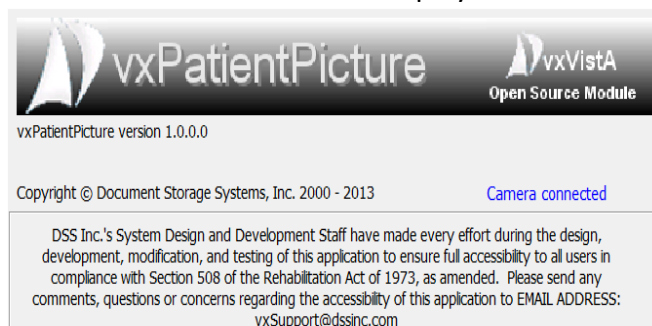 vxPatientPicture
vxVistA
Open Source Module
vxPatientPicture version 1.0.0.0
Copyright © Document Storage Systems, Inc. 2000 - 2013
Camera connected
DSS Inc.'s System Design and Development Staff have made every effort during the design,
development, modification, and testing of this application to ensure full accessibility to all users in
compliance with Section 508 of the Rehabilitation Act of 1973, as amended. Please send any
comments, questions or concerns regarding the accessibility of this application to EMAIL ADDRESS:
vxSupport@dssinc.com